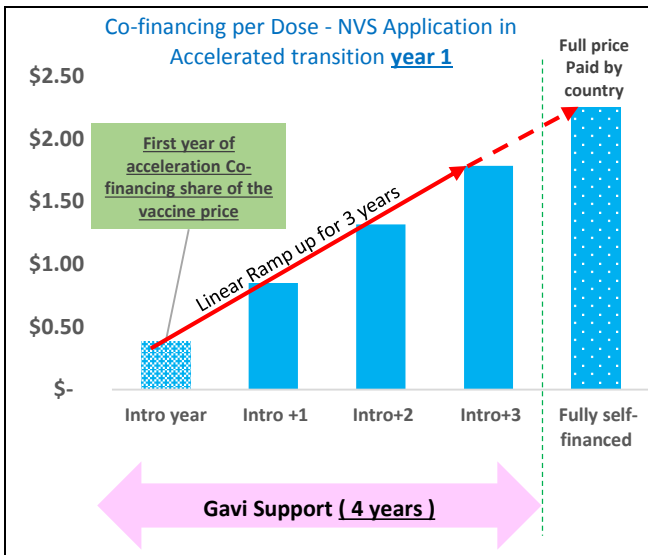 Co-financing per Dose - NVS Application in
Accelerated transition year 1
Full price
Paid by
country
$2.50
$2.00
$1.50
$1.00
$0.50
$-
First year of
acceleration Co-
financing share of the
vaccine price
Linear Ramp up for 3 years
Intro year
Intro +1
Intro+2
Intro+3
Fully self-
financed
Gavi Support ( 4 years )